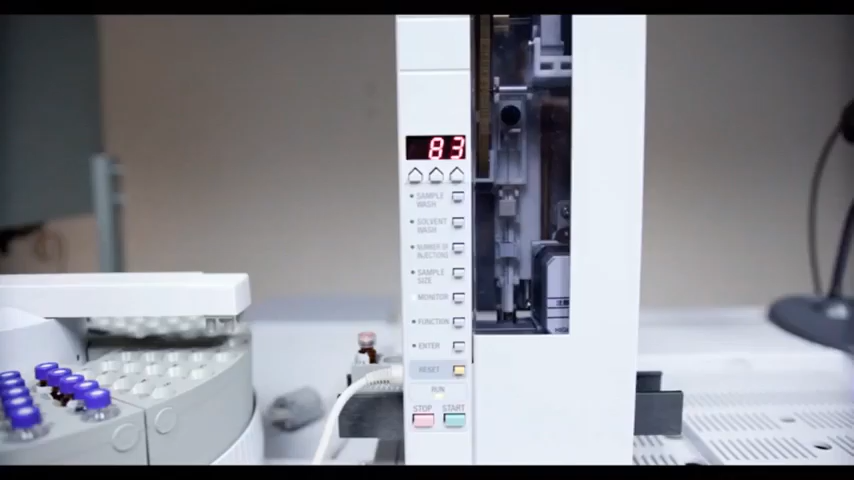 83
SAMPLE
WASH
SOLVENT
WASH
NUMBER OF
INJECTIONS
SAMPLE
SIZE
MONITOR
FUNCTION
ENTER
RESET
RUN
STOP START